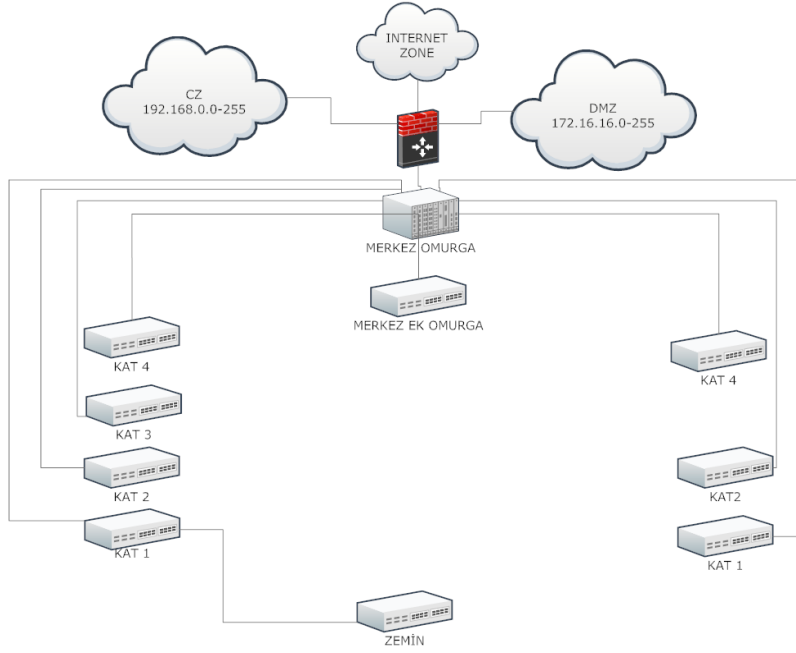 INTERNET
ZONE
CZ
192.168.0.0-255
DMZ
172.16.16.0-255
MERKEZ OMURGA
MERKEZ EK OMURGA
KAT 4
KAT 3
KAT 2
KAT 1
KAT 4
KAT2
KAT 1
ZEMİN